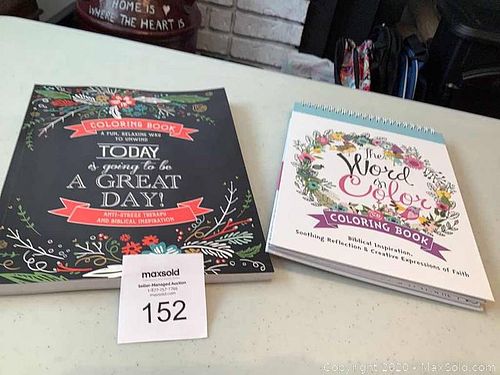 HOME IS
WHERE THE HEART IS
COLORING BOOK
A FUN, RELAXING WAY
TO UNWIND
TODAY
is going to be
A GREAT
DAY!
ANTI-STRESS THERAPY
AND BIBLICAL INSPIRATION
maxsold
Seller-Managed Auction
maxsold.com
152
The
Word in
Color
COLORING BOOK
Biblical Inspiration,
Soothing Reflection & Creative Expressions of Faith
Copyright 2020 - MaxSold.com